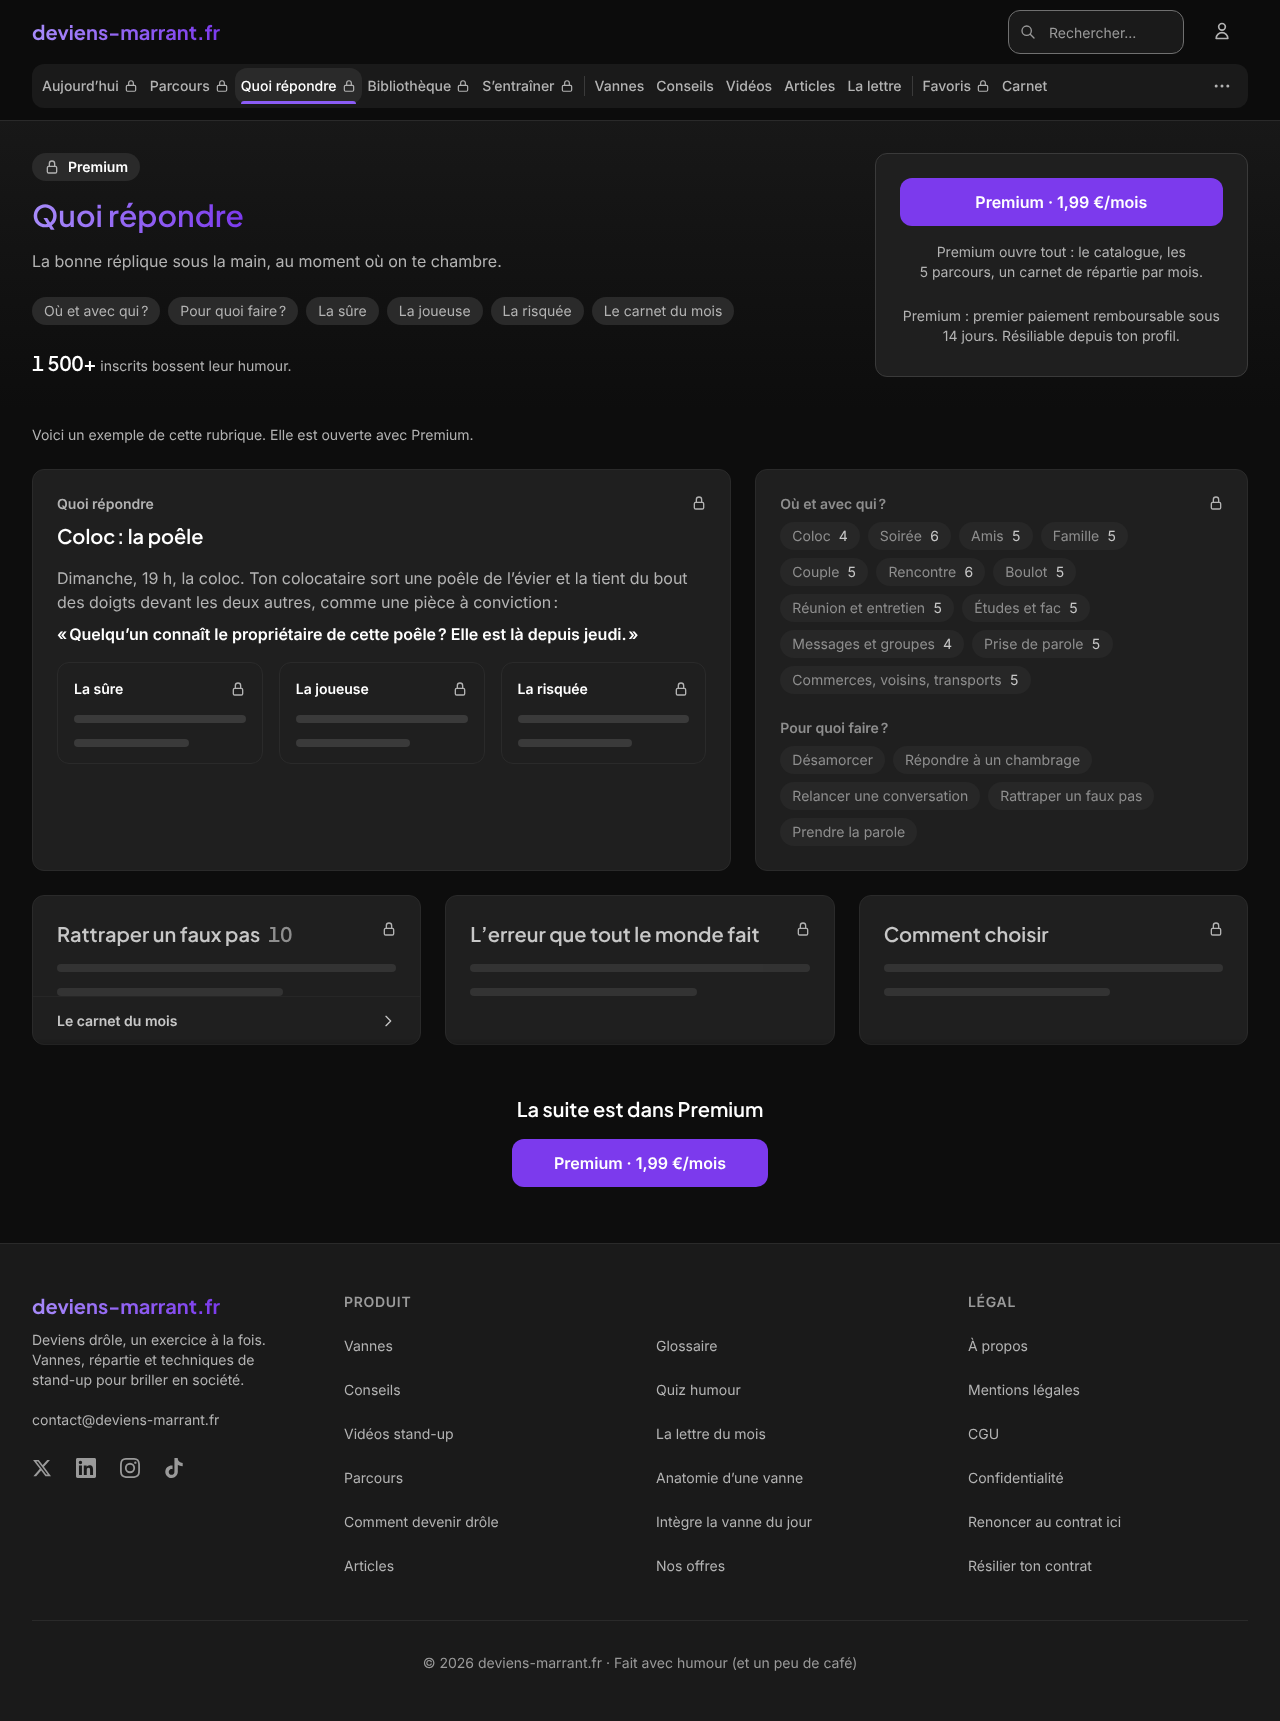 deviens-marrant.fr
Rechercher...
Aujourd’hui Parcours Quoi répondre Bibliothèque S’entraîner Vannes Conseils Vidéos Articles La lettre Favoris Carnet
Premium
Quoi répondre
La bonne réplique sous la main, au moment où on te chambre.
Où et avec qui ? Pour quoi faire ? La sûre La joueuse La risquée Le carnet du mois
1 500+ inscrits bossent leur humour.
Premium · 1,99 €/mois
Premium ouvre tout : le catalogue, les
5 parcours, un carnet de répartie par mois.
Premium : premier paiement remboursable sous
14 jours. Résiliable depuis ton profil.
Voici un exemple de cette rubrique. Elle est ouverte avec Premium.
Quoi répondre
Coloc : la poêle
Dimanche, 19 h, la coloc. Ton colocataire sort une poêle de l’évier et la tient du bout
des doigts devant les deux autres, comme une pièce à conviction :
« Quelqu’un connaît le propriétaire de cette poêle ? Elle est là depuis jeudi. »
La sûre
La joueuse
La risquée
Où et avec qui ?
Coloc 4 Soirée 6 Amis 5 Famille 5
Couple 5 Rencontre 6 Boulot 5
Réunion et entretien 5 Études et fac 5
Messages et groupes 4 Prise de parole 5
Commerces, voisins, transports 5
Pour quoi faire ?
Désamorcer Répondre à un chambrage
Relancer une conversation Rattraper un faux pas
Prendre la parole
Rattraper un faux pas 10
Le carnet du mois
L’erreur que tout le monde fait
Comment choisir
La suite est dans Premium
Premium · 1,99 €/mois
deviens-marrant.fr
Deviens drôle, un exercice à la fois.
Vannes, répartie et techniques de
stand-up pour briller en société.
contact@deviens-marrant.fr
PRODUIT
Vannes
Conseils
Vidéos stand-up
Parcours
Comment devenir drôle
Articles
Glossaire
Quiz humour
La lettre du mois
Anatomie d’une vanne
Intègre la vanne du jour
Nos offres
LÉGAL
À propos
Mentions légales
CGU
Confidentialité
Renoncer au contrat ici
Résilier ton contrat
© 2026 deviens-marrant.fr · Fait avec humour (et un peu de café)